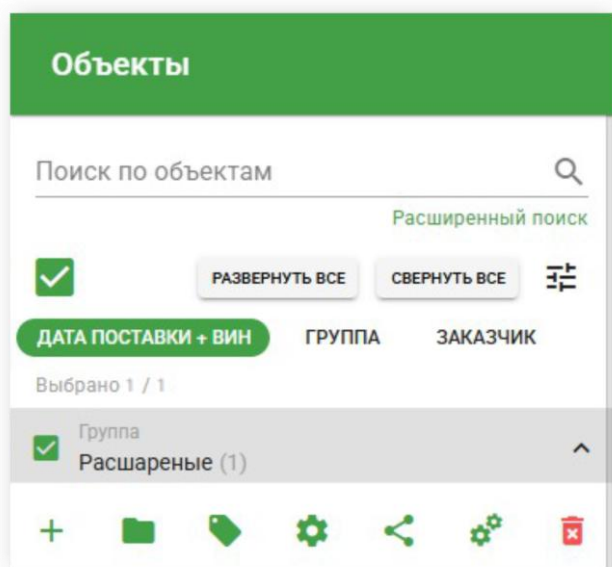 Объекты
Поиск по объектам
Расширенный поиск
РАЗВЕРНУТЬ ВСЕ СВЕРНУТЬ ВСЕ
ДАТА ПОСТАВКИ + ВИН ГРУППА ЗАКАЗЧИК
Выбрано 1 / 1
Группа
Расшареные (1)